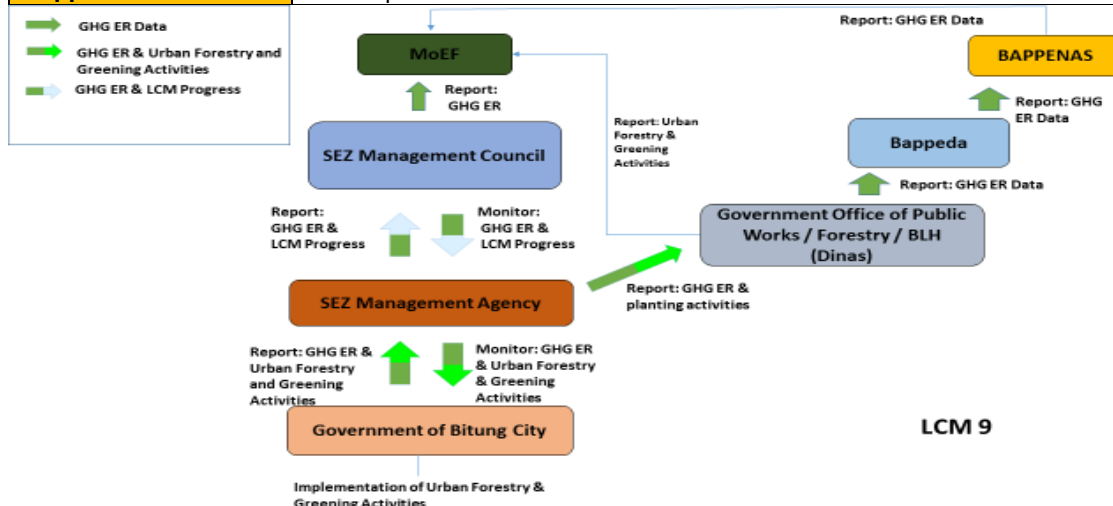 GHG ER Data
GHG ER & Urban Forestry and
Greening Activities
GHG ER & LCM Progress
Report: GHG ER Data
MoEF
BAPPENAS
Report:
GHG ER
Report: GHG
ER Data
SEZ Management Council
Report: Urban
Forestry &
Greening
Activities
Bappeda
Report: GHG ER Data
Report:
GHG ER &
LCM Progress
Monitor:
GHG ER &
LCM Progress
Government Office of Public
Works / Forestry / BLH
(Dinas)
SEZ Management Agency
Report: GHG ER &
planting activities
Report: GHG ER &
Urban Forestry
and Greening
Activities
Monitor: GHG ER
& Urban Forestry
& Greening
Activities
Government of Bitung City
LCM 9
Implementation of Urban Forestry &
Greening Activities